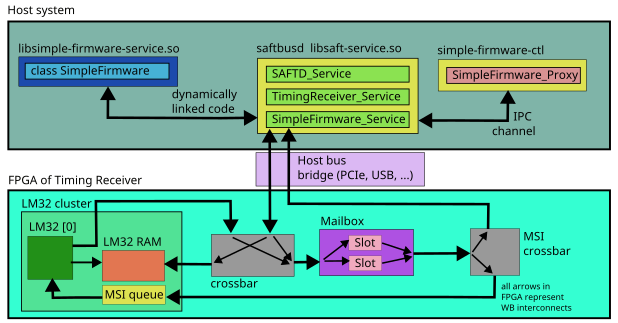 Host system
libsimple-firmware-service.so
class SimpleFirmware
dynamically
linked code
saftbusd  libsaft-service.so
SAFTD_Service
TimingReceiver_Service
SimpleFirmware_Service
simple-firmware-ctl
SimpleFirmware_Proxy
IPC
channel
Host bus
bridge (PCIe, USB, ...)
FPGA of Timing Receiver
LM32 cluster
LM32 [0]
LM32 RAM
MSI queue
crossbar
Mailbox
Slot
Slot
MSI
crossbar
all arrows in
FPGA represent
WB interconnects